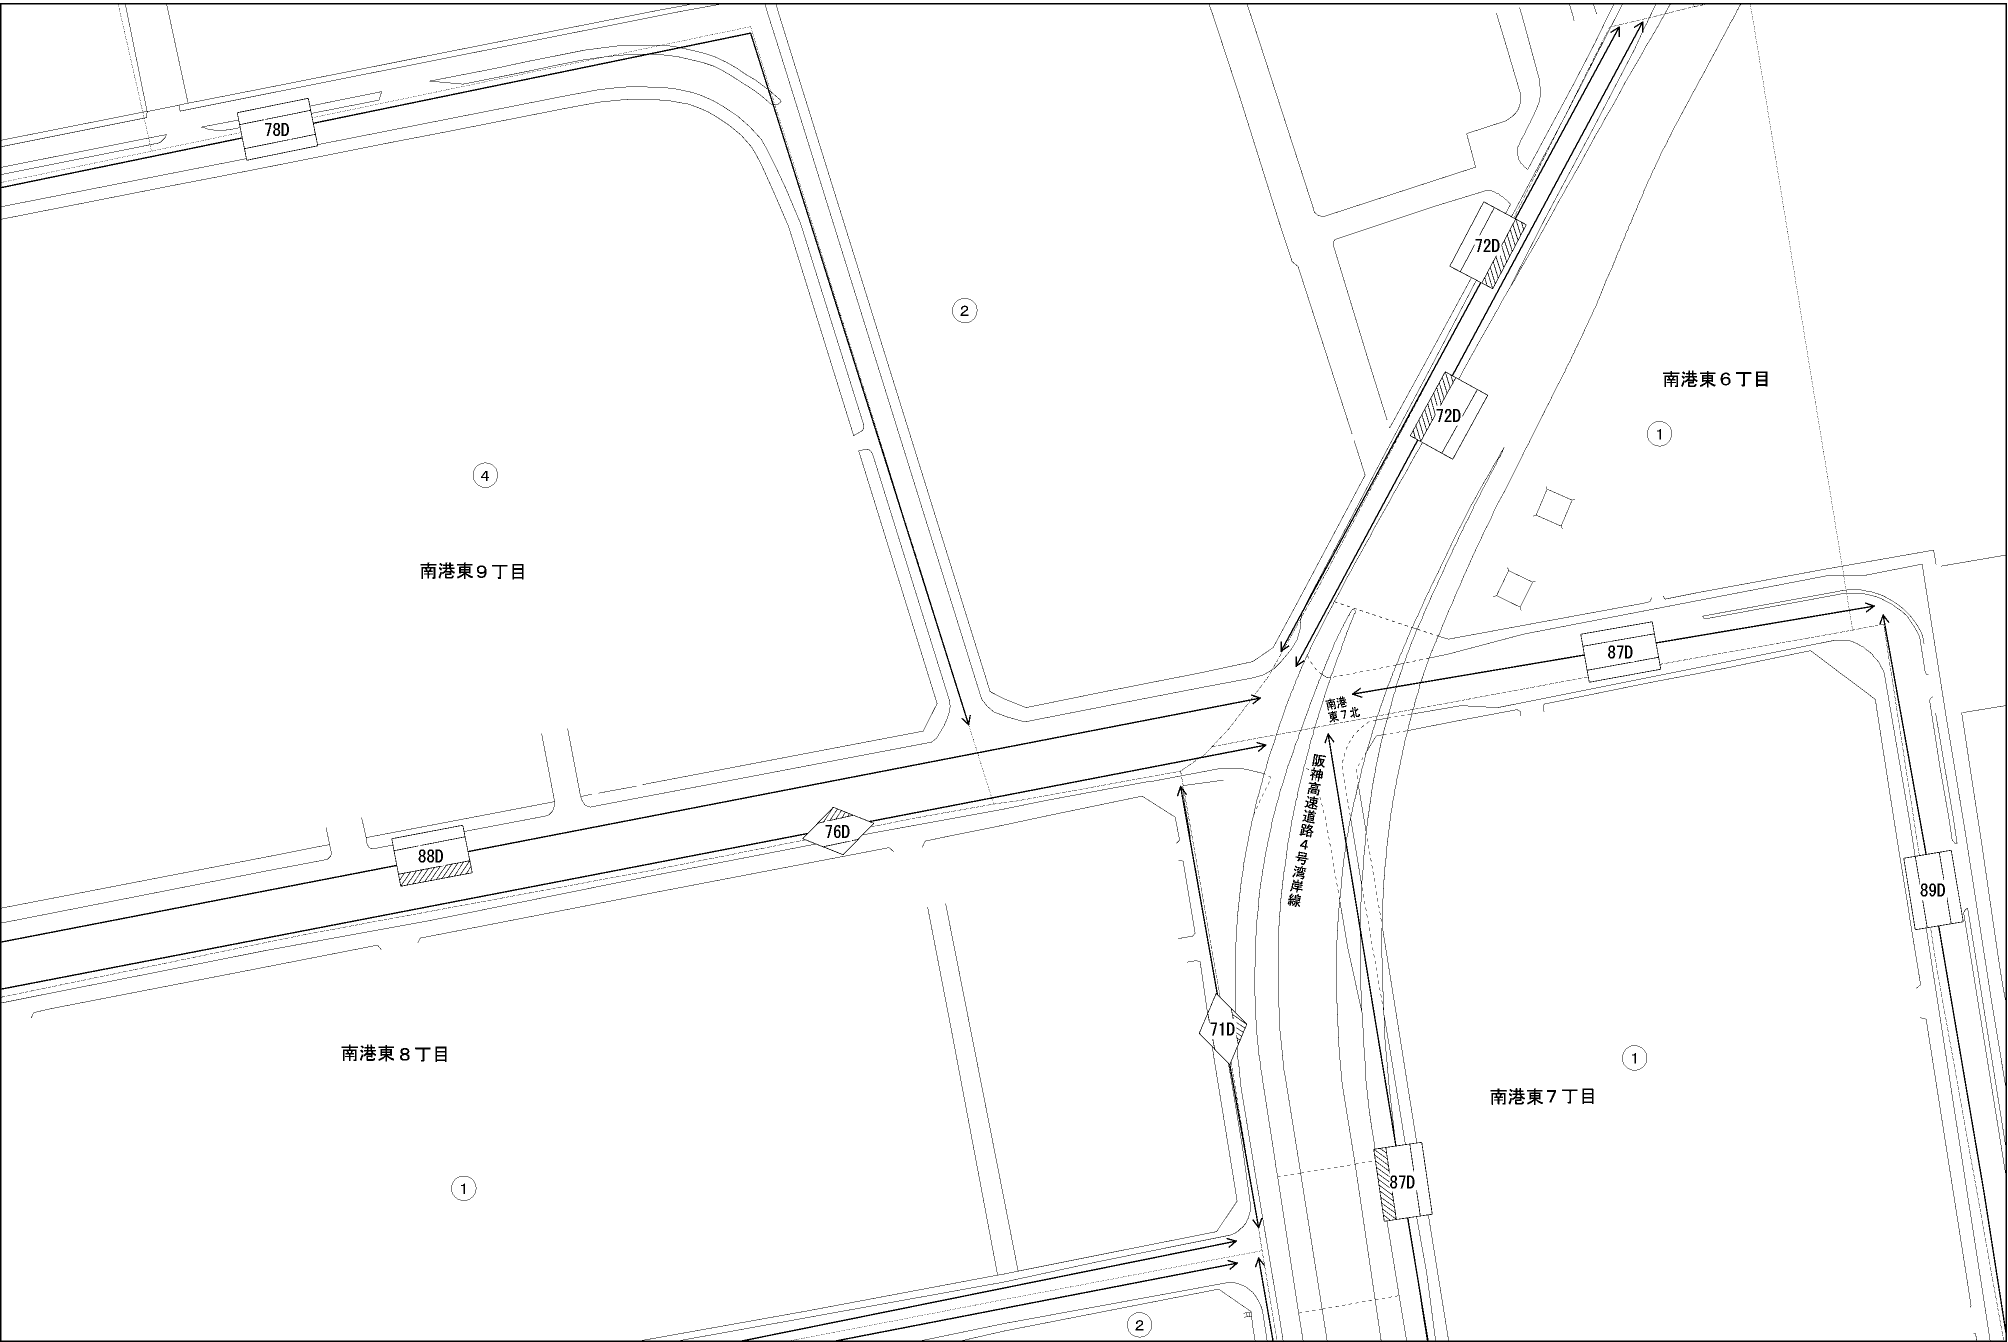 78D
72D
②
南港東６丁目
①
72D
④
南港東９丁目
87D
南港
東７北
阪神高速道路４号湾岸線
76D
88D
89D
71D
南港東８丁目
①
南港東７丁目
①
87D
②